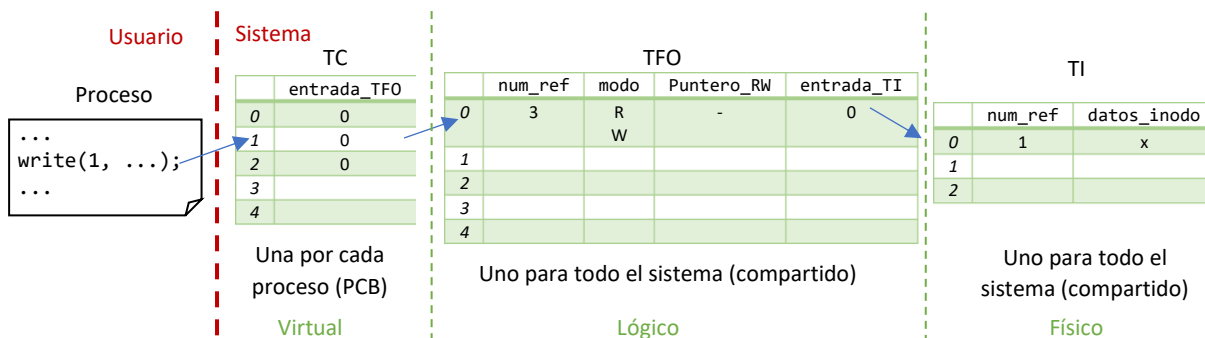 Usuario
Sistema
Proceso
...
write(1, ...);
...
TC
entrada_TFO
0 0
1 0
2 0
3
4
Una por cada
proceso (PCB)
Virtual
TFO
num_ref modo Puntero_RW entrada_TI
0 3 R - 0
W
1
2
3
4
Uno para todo el sistema (compartido)
Lógico
TI
num_ref datos_inodo
0 1 x
1
2
Uno para todo el
sistema (compartido)
Físico